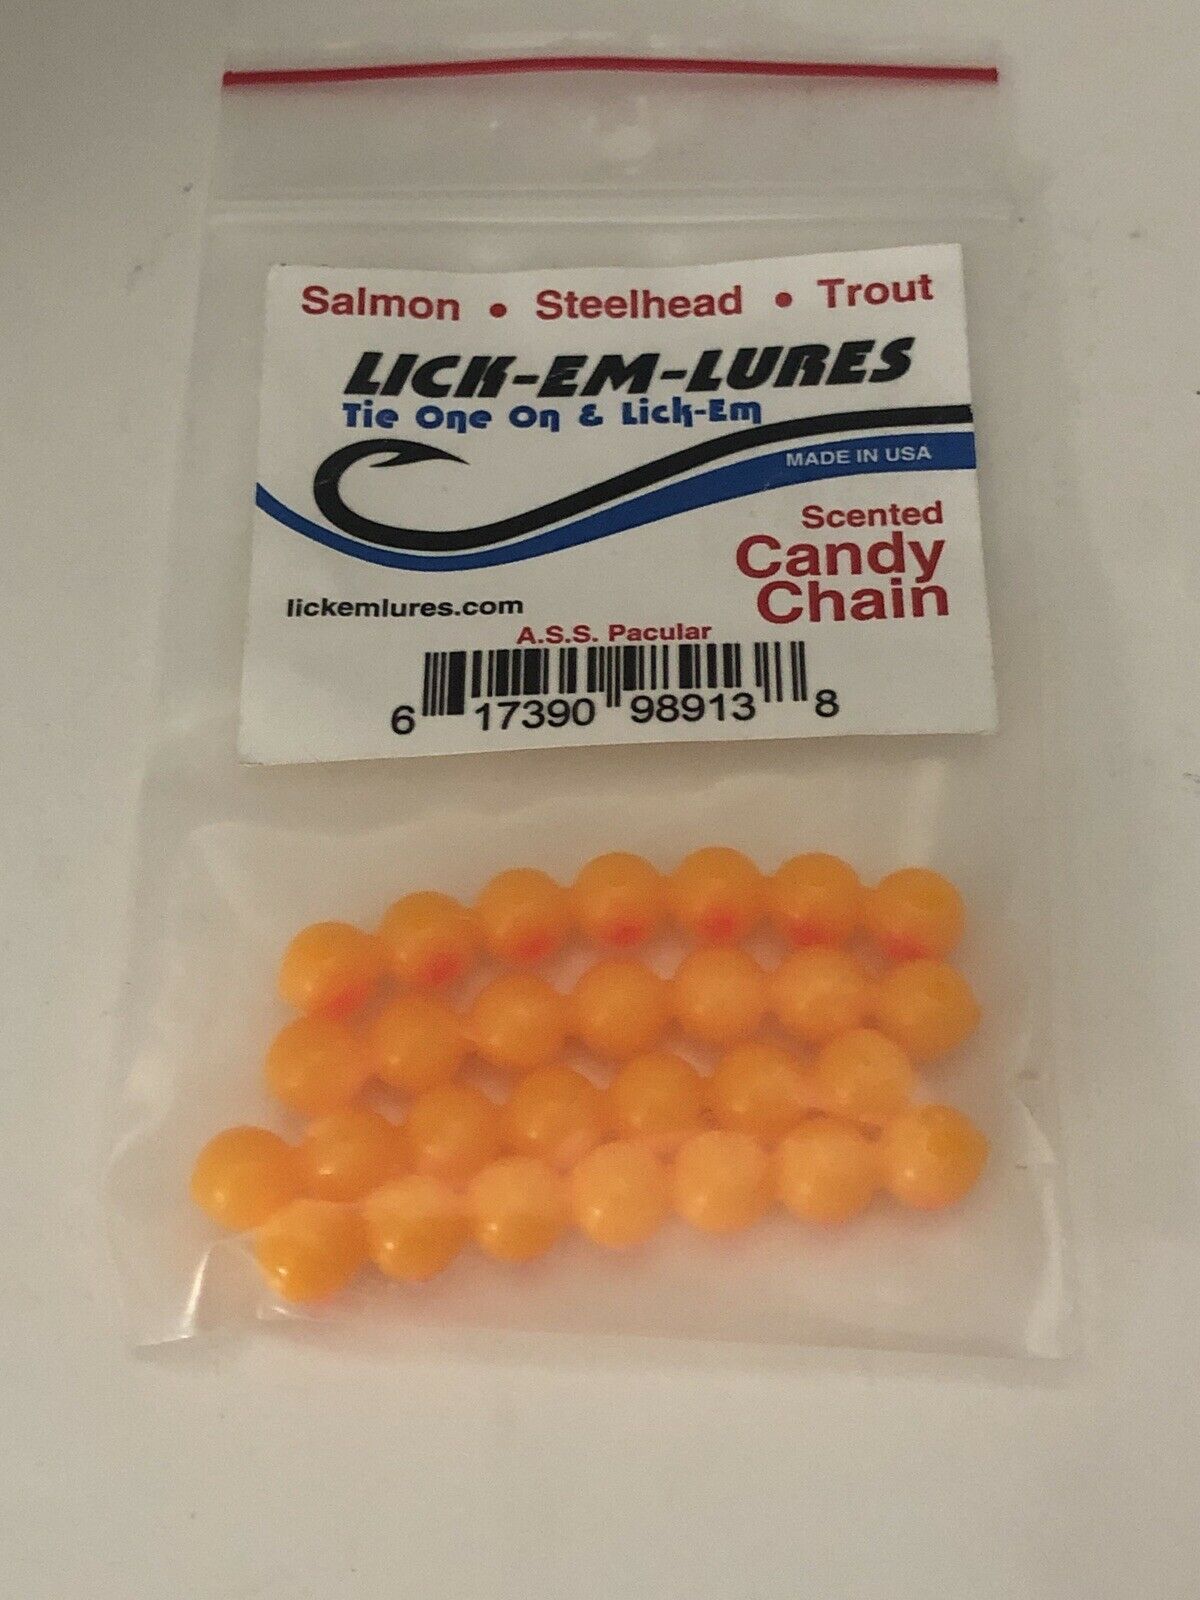 Salmon • Steelhead • Trout
LICK-EM-LURES
Tie One On & Lick-Em
MADE IN USA
Scented
Candy
Chain
lickemlures.com
A.S.S. Pacular
6 17390 98913 8